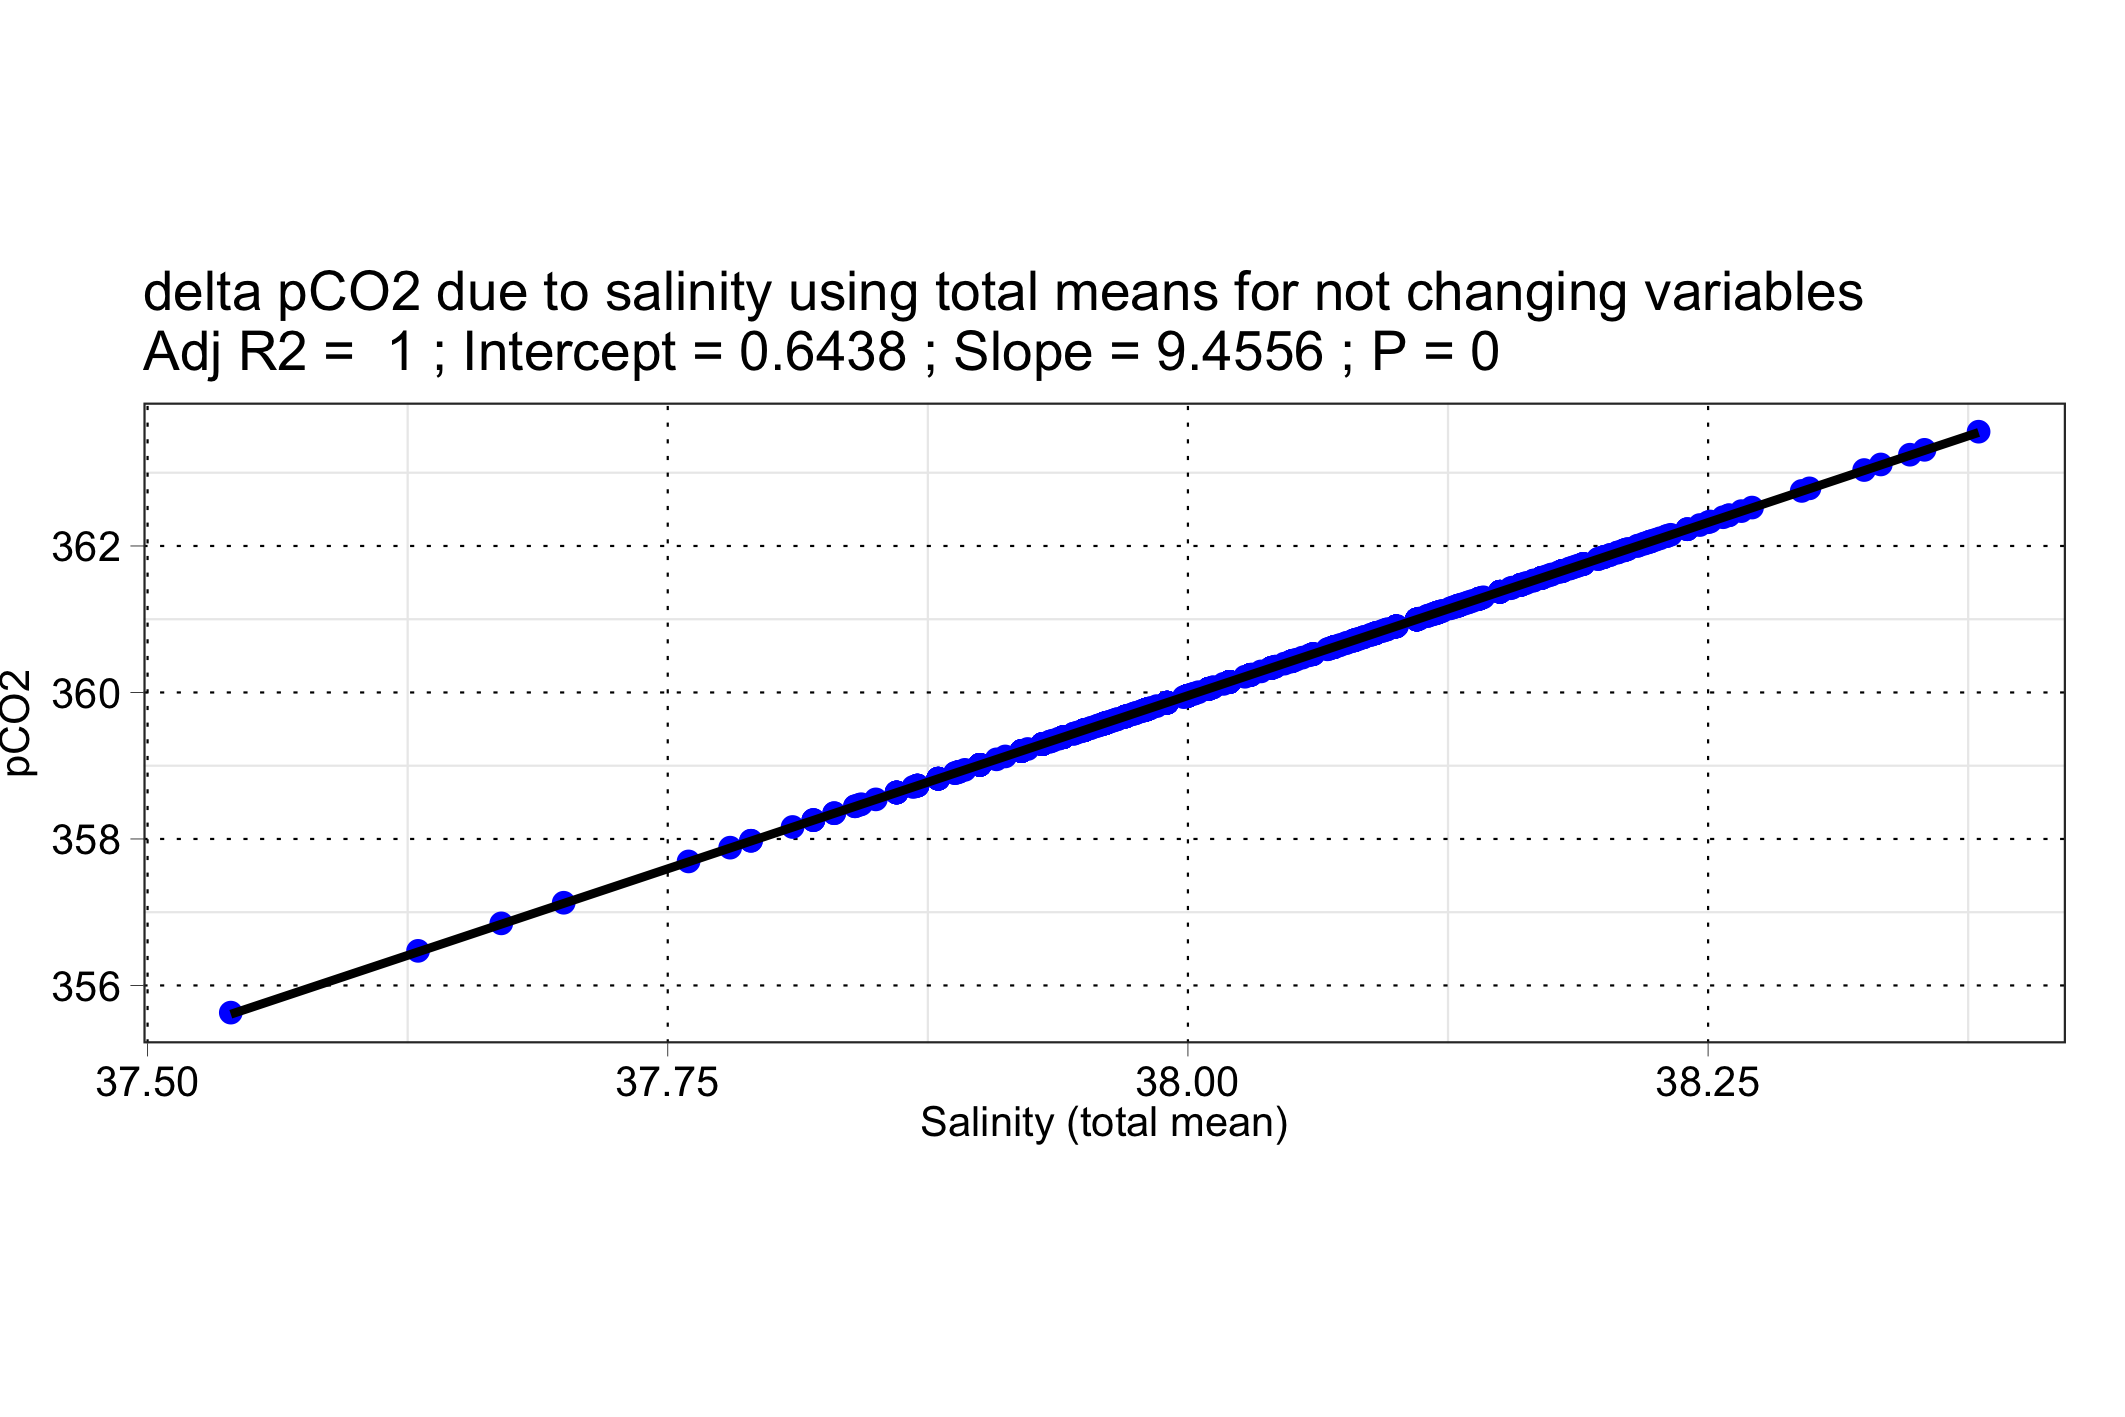 delta pCO2 due to salinity using total means for not changing variables
Adj R2 =  1 ; Intercept = 0.6438 ; Slope = 9.4556 ; P = 0
pCO2
362
360
358
356
37.50
37.75
38.00
38.25
Salinity (total mean)